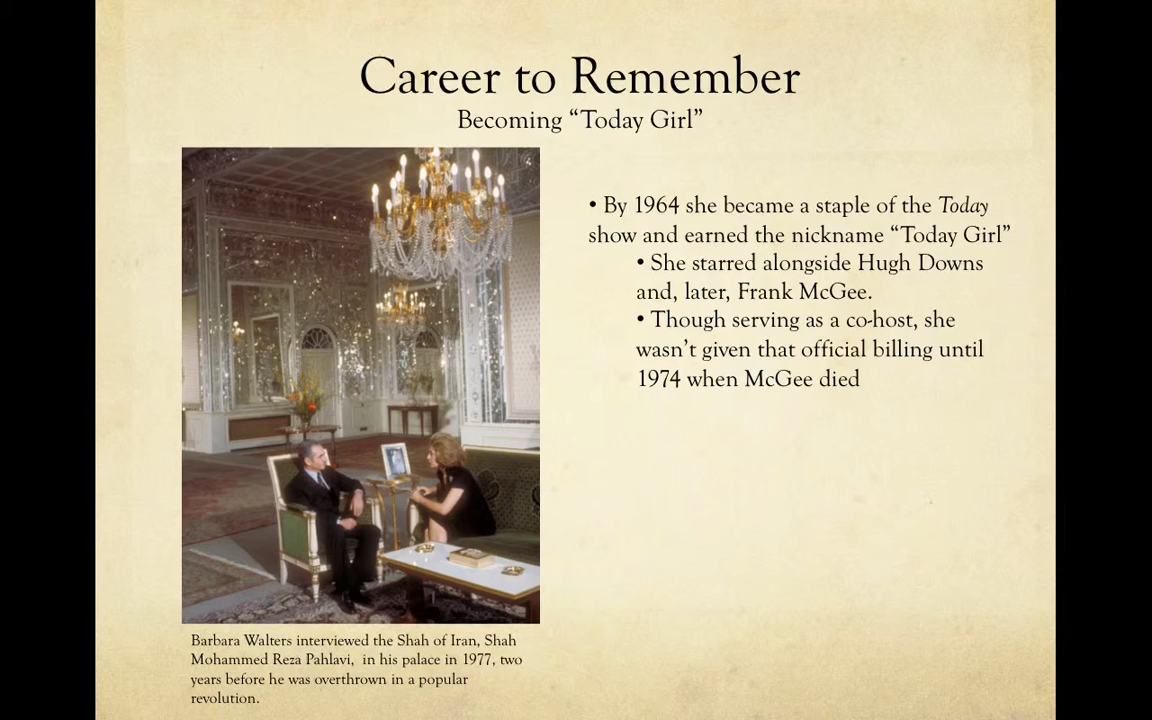 Career to Remember
Becoming “Today Girl”
• By 1964 she became a staple of the Today
show and earned the nickname “Today Girl”
• She starred alongside Hugh Downs
and, later, Frank McGee.
• Though serving as a co-host, she
wasn’t given that official billing until
1974 when McGee died
Barbara Walters interviewed the Shah of Iran, Shah
Mohammed Reza Pahlavi,  in his palace in 1977, two
years before he was overthrown in a popular
revolution.